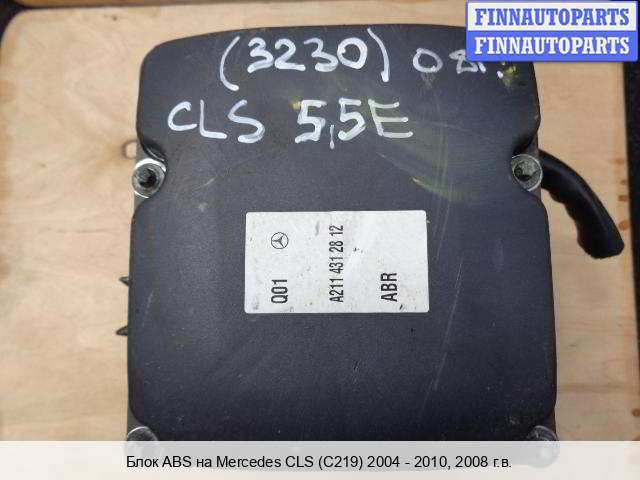 FINNAUTOPARTS
FINNAUTOPARTS
(3230) 08г.
CLS 5,5E
Q01
A211 431 28 12
ABR
Блок ABS на Mercedes CLS (C219) 2004 - 2010, 2008 г.в.